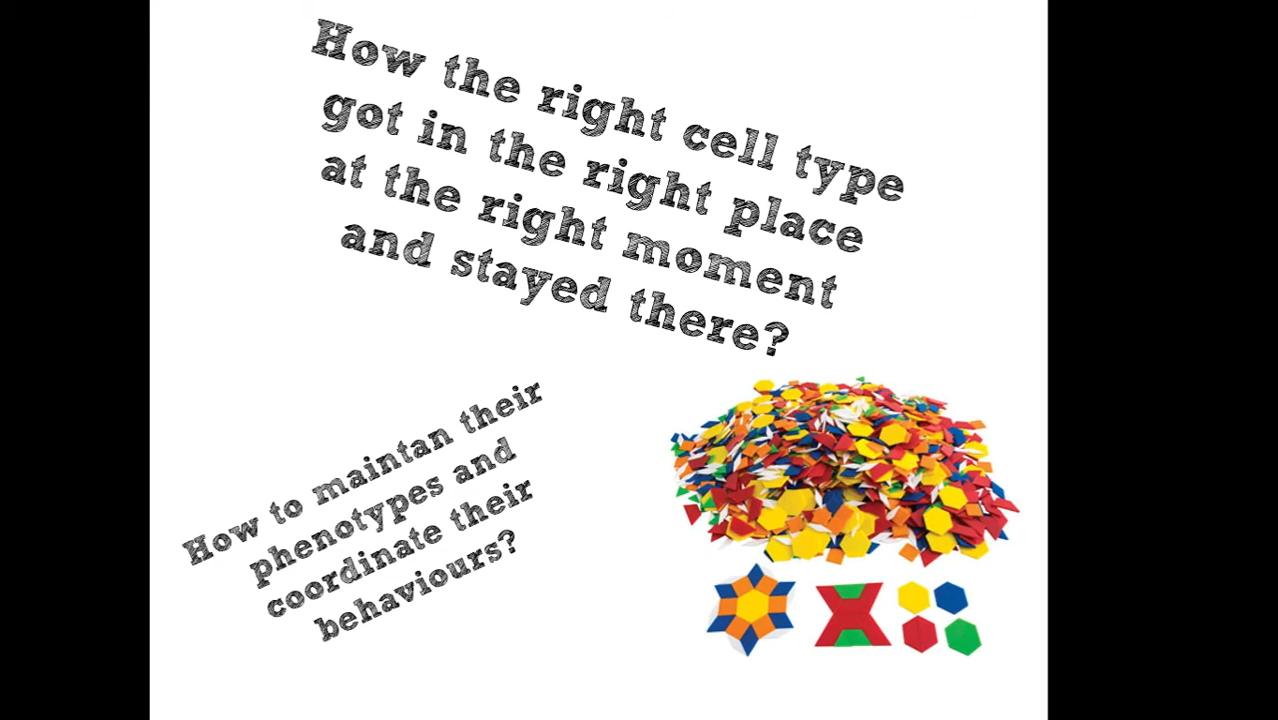 How the right cell type
got in the right place
at the right moment
and stayed there?
How to maintan their
phenotypes and
coordinate their
behaviours?